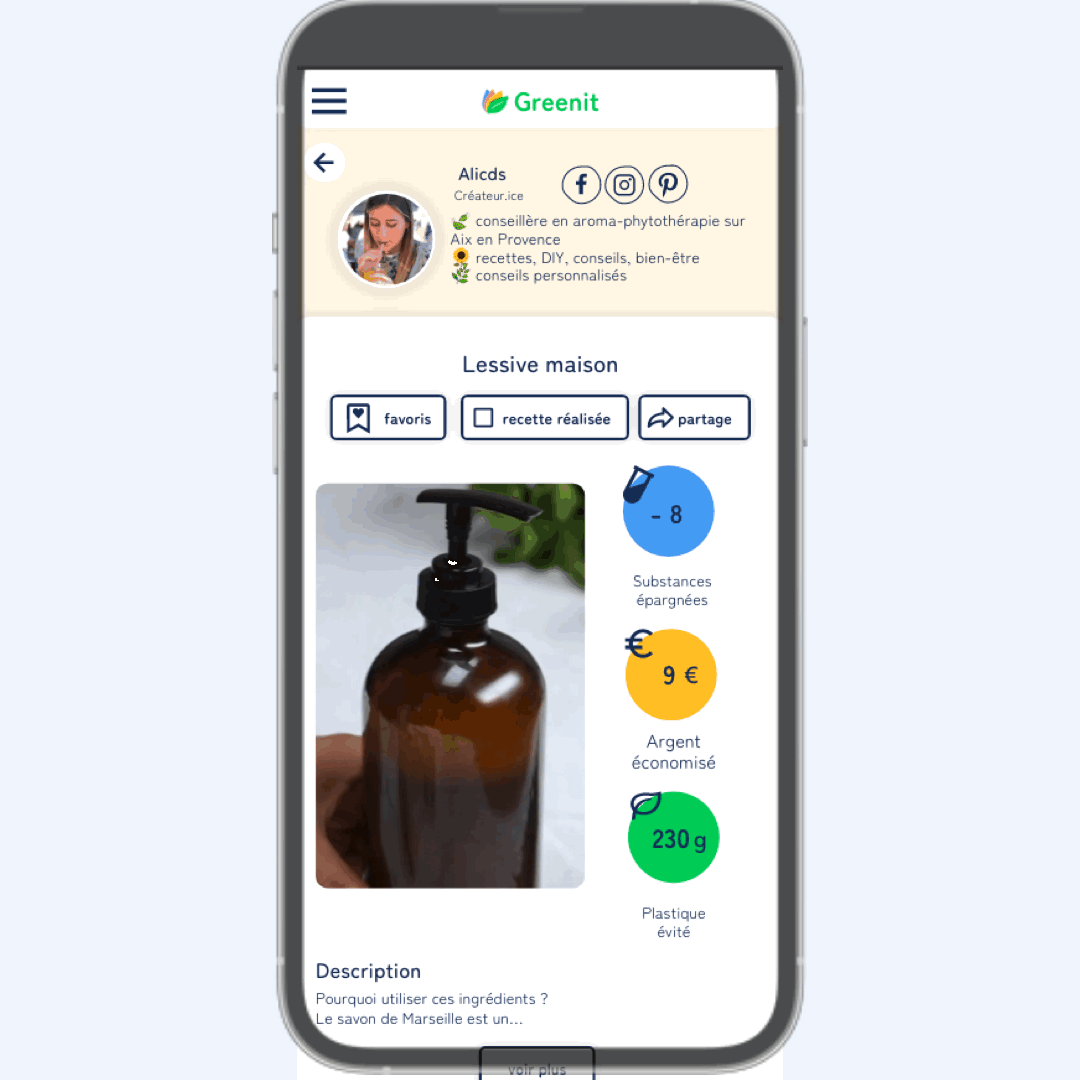 Greenit
Alicds
Créateur.ice
conseillère en aroma-phytothérapie sur
Aix en Provence
recettes, DIY, conseils, bien-être
conseils personnalisés
Lessive maison
favoris
recette réalisée
partage
- 8
Substances
épargnées
€
9 €
Argent
économisé
230 g
Plastique
évité
Description
Pourquoi utiliser ces ingrédients ?
Le savon de Marseille est un...
voir plus